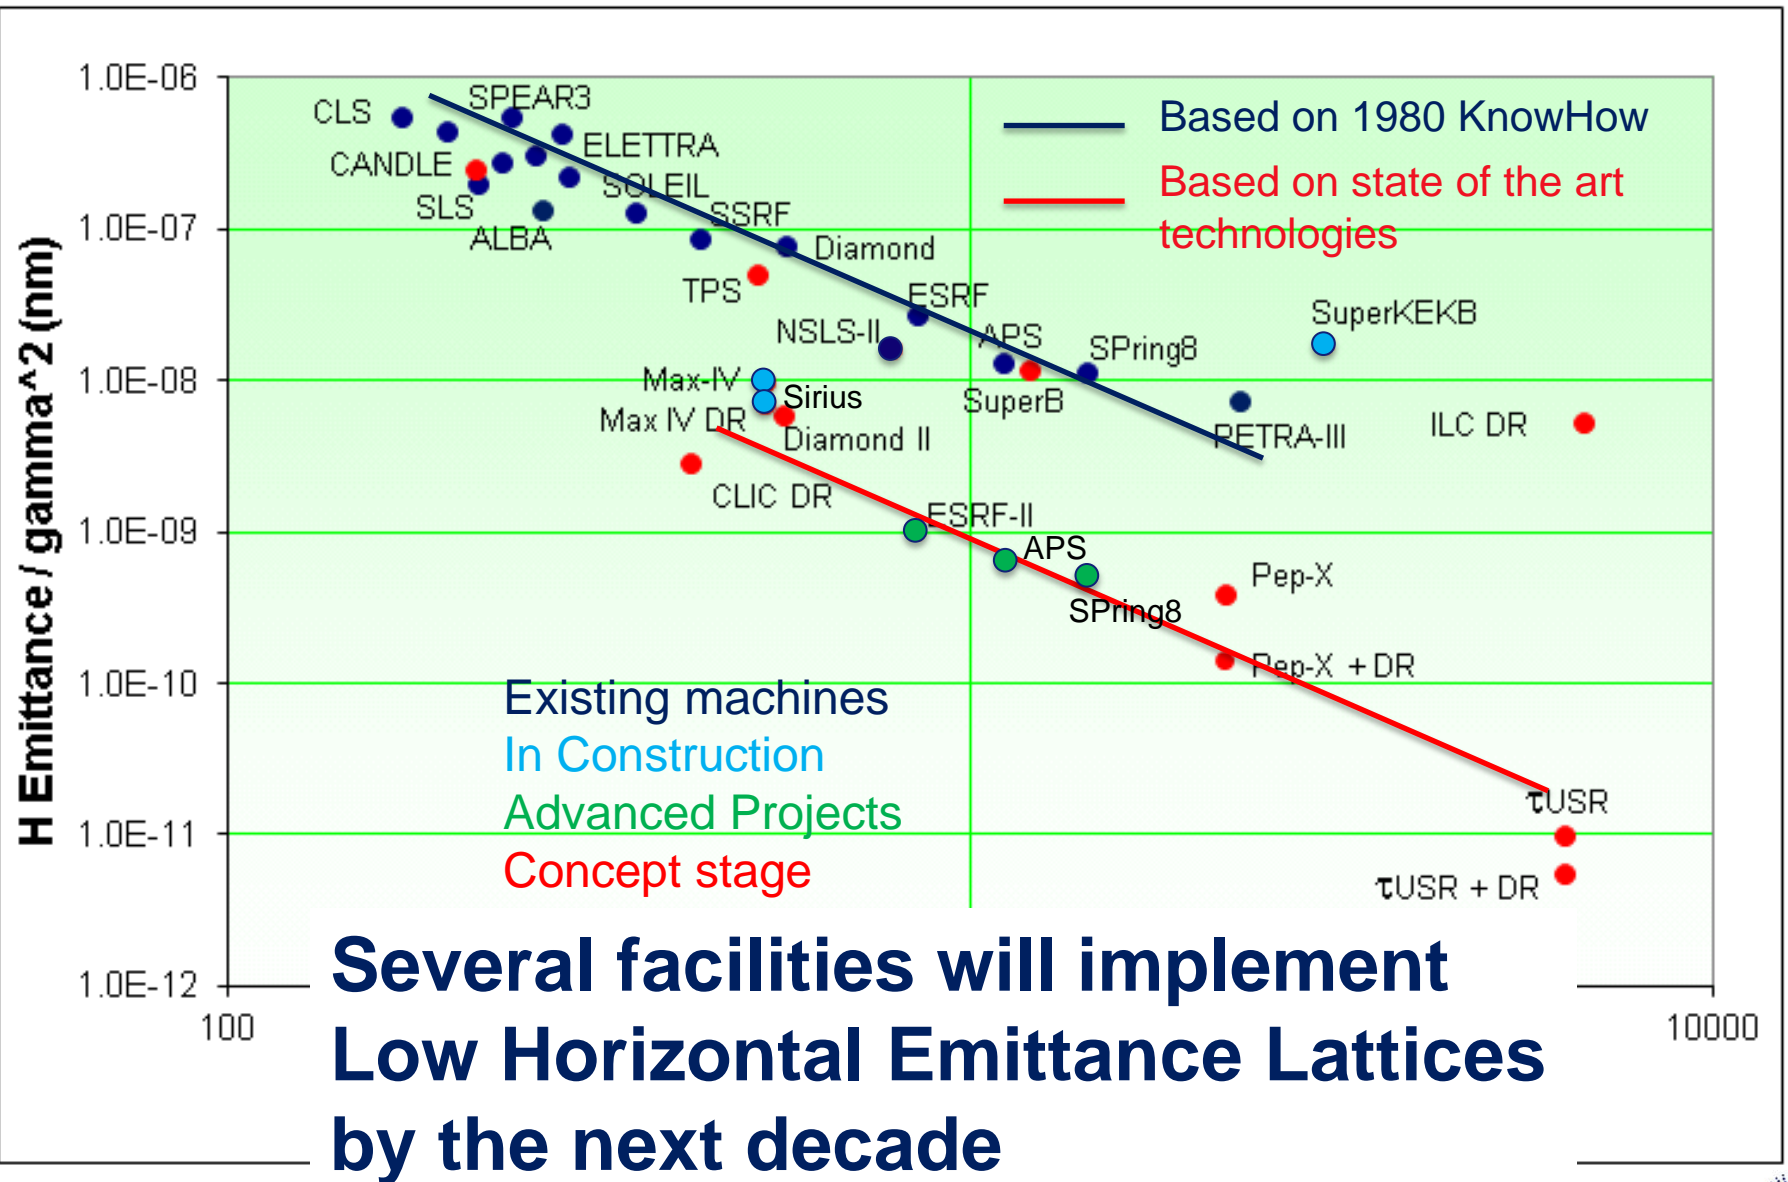 1.0E-06
1.0E-07
1.0E-08
1.0E-09
1.0E-10
1.0E-11
1.0E-12
H Emittance / gamma^2 (nm)
100
10000
Based on 1980 KnowHow
Based on state of the art
technologies
CLS
SPEAR3
CANDLE
ELETTRA
SLS
SOLEIL
ALBA
SSRF
Diamond
TPS
ESRF
NSLS-II
APS
SPring8
SuperKEKB
Max-IV
Sirius
SuperB
Max IV DR
Diamond II
PETRA-III
ILC DR
CLIC DR
ESRF-II
APS
SPring8
Pep-X
Pep-X + DR
τUSR
τUSR + DR
Existing machines
In Construction
Advanced Projects
Concept stage
Several facilities will implement
Low Horizontal Emittance Lattices
by the next decade